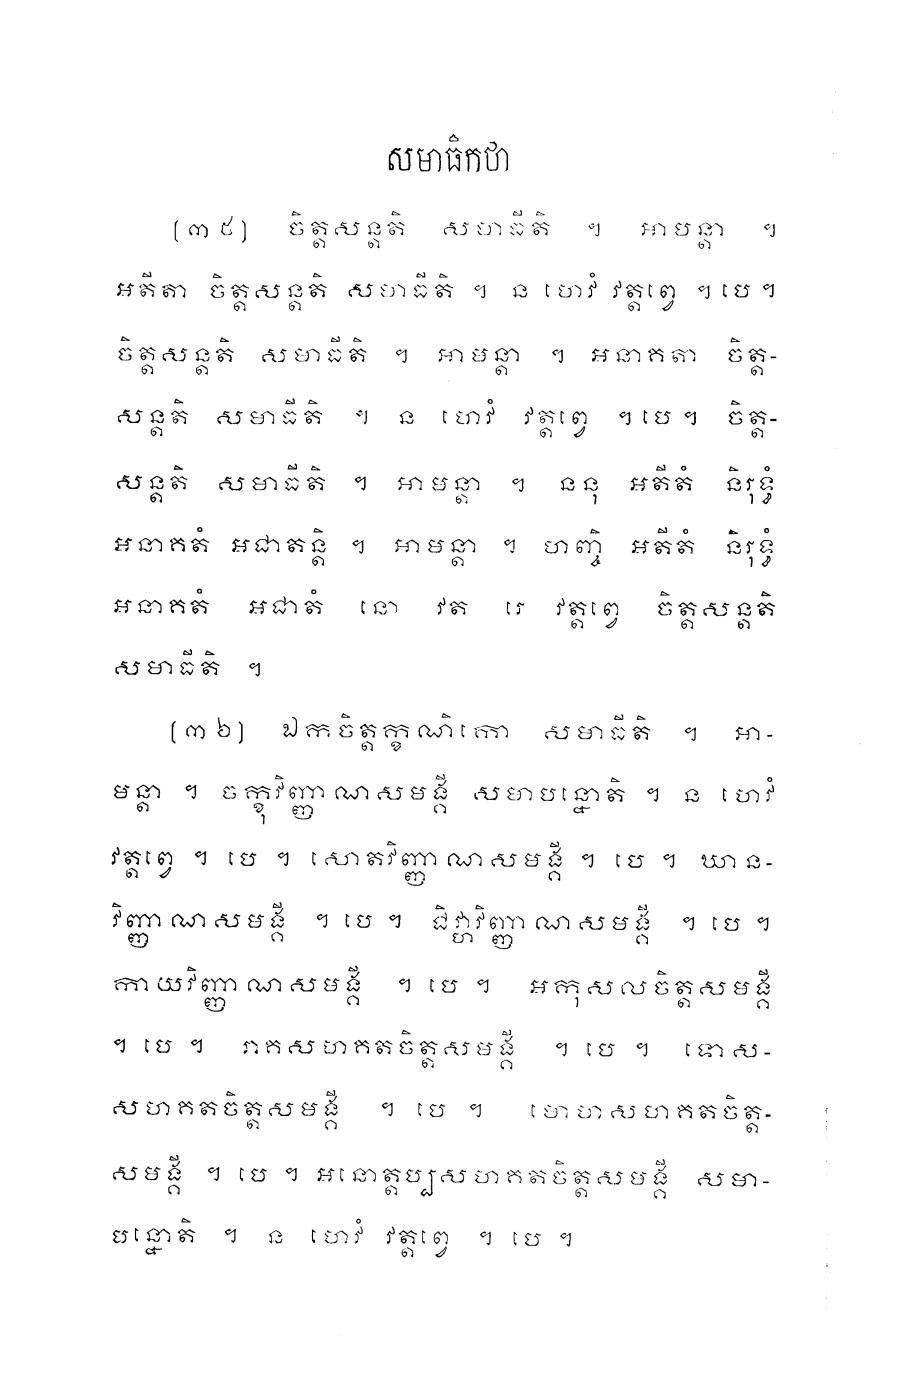 សមាធិកថា
(៣៥) ចិត្តសន្តតិ សមាធីតិ ។ អាមន្តា ។
អតីតា ចិត្តសន្តតិ សមាធីតិ ។ ន ហេវំ វត្តព្វេ ។ បេ ។
ចិត្តសន្តតិ សមាធីតិ ។ អាមន្តា ។ អនាគតា ចិត្ត-
សន្តតិ សមាធីតិ ។ ន ហេវំ វត្តព្វេ ។ បេ ។ ចិត្ត-
សន្តតិ សមាធីតិ ។ អាមន្តា ។ ននុ អតីតំ និរុទ្ធំ
អនាគតំ អជាតន្តិ ។ អាមន្តា ។ ហញ្ចិ អតីតំ និរុទ្ធំ
អនាគតំ អជាតំ នោ វត រេ វត្តព្វេ ចិត្តសន្តតិ
សមាធីតិ ។
(៣៦) ឯកចិត្តក្ខណិកោ សមាធីតិ ។ អា-
មន្តា ។ ចក្ខុវិញ្ញាណសមង្គី សមាបន្នោតិ ។ ន ហេវំ
វត្តព្វេ ។ បេ ។ សោតវិញ្ញាណសមង្គី ។ បេ ។ ឃាន-
វិញ្ញាណសមង្គី ។ បេ ។ ជិវ្ហាវិញ្ញាណសមង្គី ។ បេ ។
កាយវិញ្ញាណសមង្គី ។ បេ ។ អកុសលចិត្តសមង្គី
។ បេ ។ រាគសហគតចិត្តសមង្គី ។ បេ ។ ទោស-
សហគតចិត្តសមង្គី ។ បេ ។ មោហសហគតចិត្ត-
សមង្គី ។ បេ ។ អនោត្តប្បសហគតចិត្តសមង្គី សមា-
បន្នោតិ ។ ន ហេវំ វត្តព្វេ ។ បេ ។